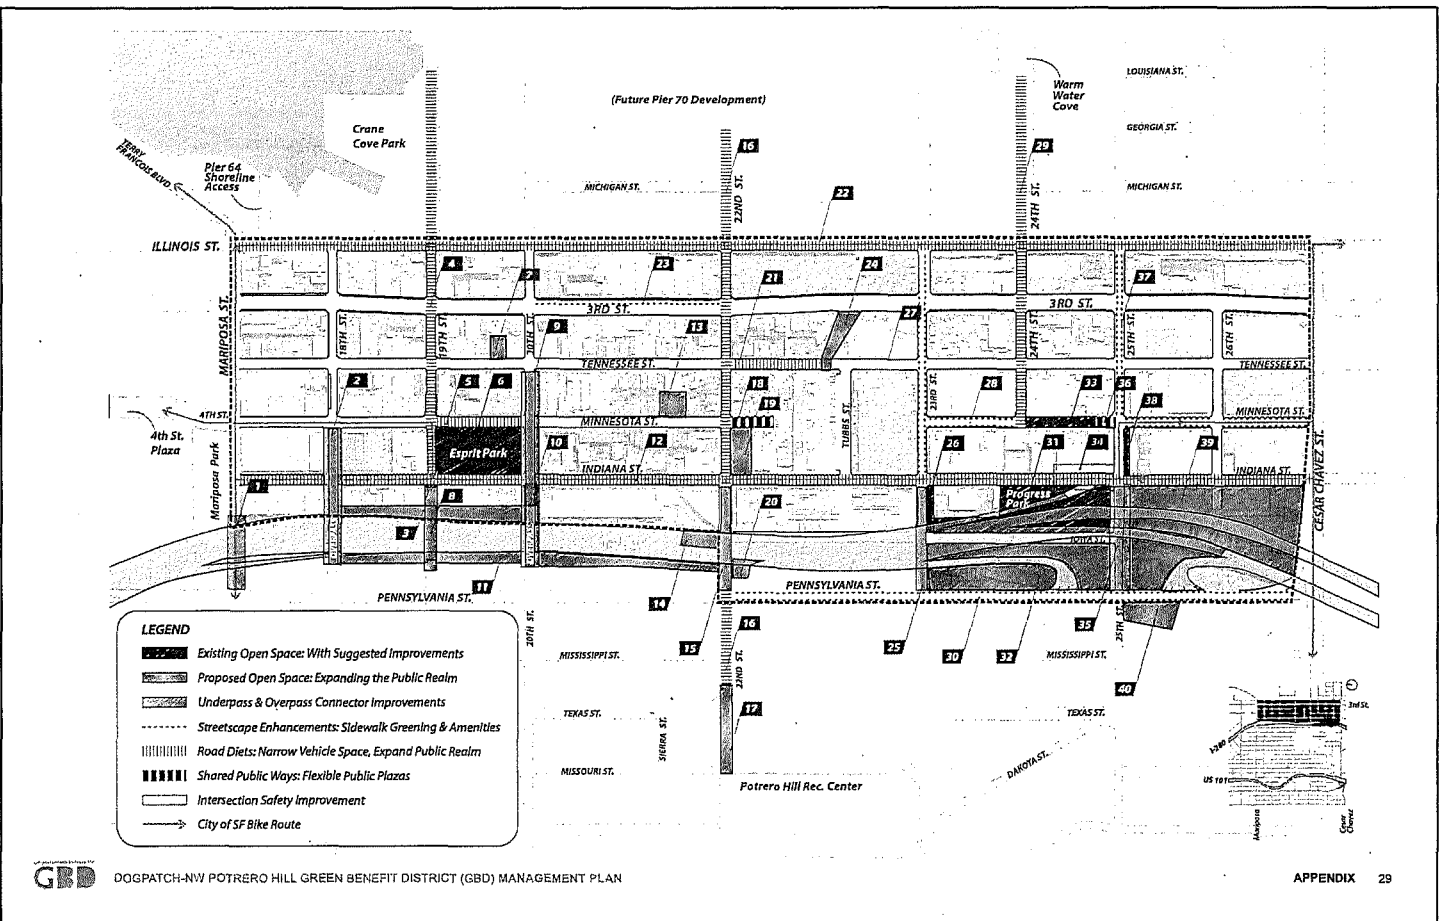 LOUISIANA ST.
Warm
Water
Cove
(Future Pier 70 Development)
Crane
Cove Park
GEORGIA ST.
TERRY
FRANCOIS BLVD.
Pier 64
Shoreline
Access
16
29
MICHIGAN ST.
22ND ST.
24TH ST.
MICHIGAN ST.
22
ILLINOIS ST.
4
23
21
24
37
3RD ST.
3RD ST.
MARIPOSA ST.
18TH ST.
19TH ST.
20TH ST.
9
13
27
24TH ST.
25TH ST.
26TH ST.
TENNESSEE ST.
TENNESSEE ST.
2
5
6
18
19
23RD ST.
28
33
36
38
4TH ST.
MINNESOTA ST.
MINNESOTA ST.
4th St.
Plaza
Esprit Park
10
12
TUBBS ST.
26
31
34
39
INDIANA ST.
INDIANA ST.
Mariposa Park
1
8
20
Progress
Park
CESAR CHAVEZ ST.
3
IOWA ST.
11
PENNSYLVANIA ST.
PENNSYLVANIA ST.
14
15
16
25
30
32
35
40
20TH ST.
22ND ST.
25TH ST.
MISSISSIPPI ST.
MISSISSIPPI ST.
17
TEXAS ST.
TEXAS ST.
SIERRA ST.
DAKOTA ST.
MISSOURI ST.
Potrero Hill Rec. Center
LEGEND
Existing Open Space: With Suggested Improvements
Proposed Open Space: Expanding the Public Realm
Underpass & Overpass Connector Improvements
Streetscape Enhancements: Sidewalk Greening & Amenities
Road Diets: Narrow Vehicle Space, Expand Public Realm
Shared Public Ways: Flexible Public Plazas
Intersection Safety Improvement
City of SF Bike Route
3rd St.
I-280
US 101
Mariposa
Cesar
Chavez
GBD
DOGPATCH-NW POTRERO HILL GREEN BENEFIT DISTRICT (GBD) MANAGEMENT PLAN
APPENDIX 29